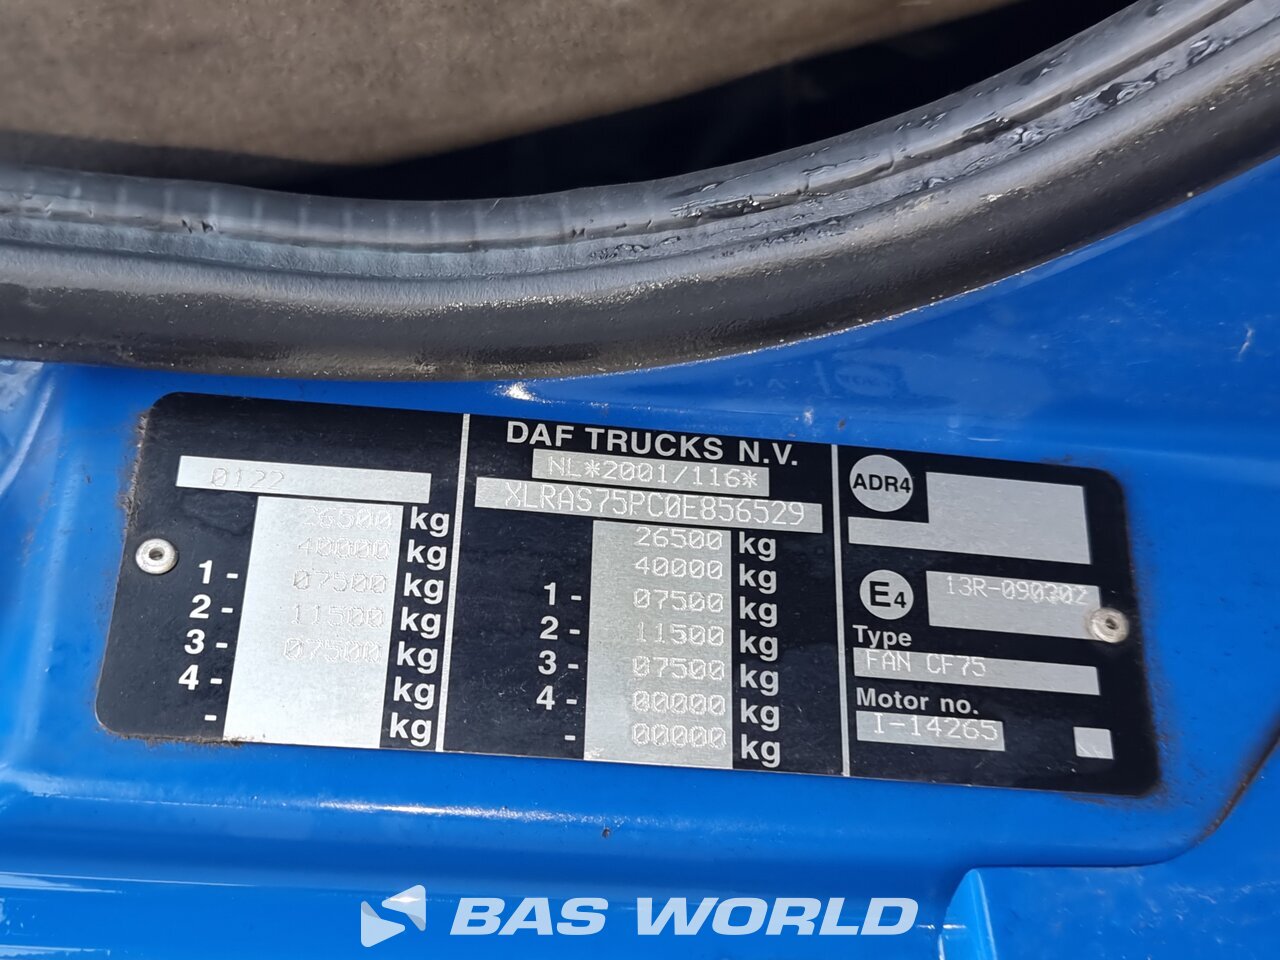 0122
26500 kg
40000 kg
1 - 07500 kg
2 - 11500 kg
3 - 07500 kg
4 - kg
- kg
DAF TRUCKS N.V.
NL*2001/116*
XLRAS75PC0E856529
26500 kg
40000 kg
1 - 07500 kg
2 - 11500 kg
3 - 07500 kg
4 - 00000 kg
- 00000 kg
ADR4
E4 13R-090302
Type
FAN CF75
Motor no.
I-14265
BAS WORLD